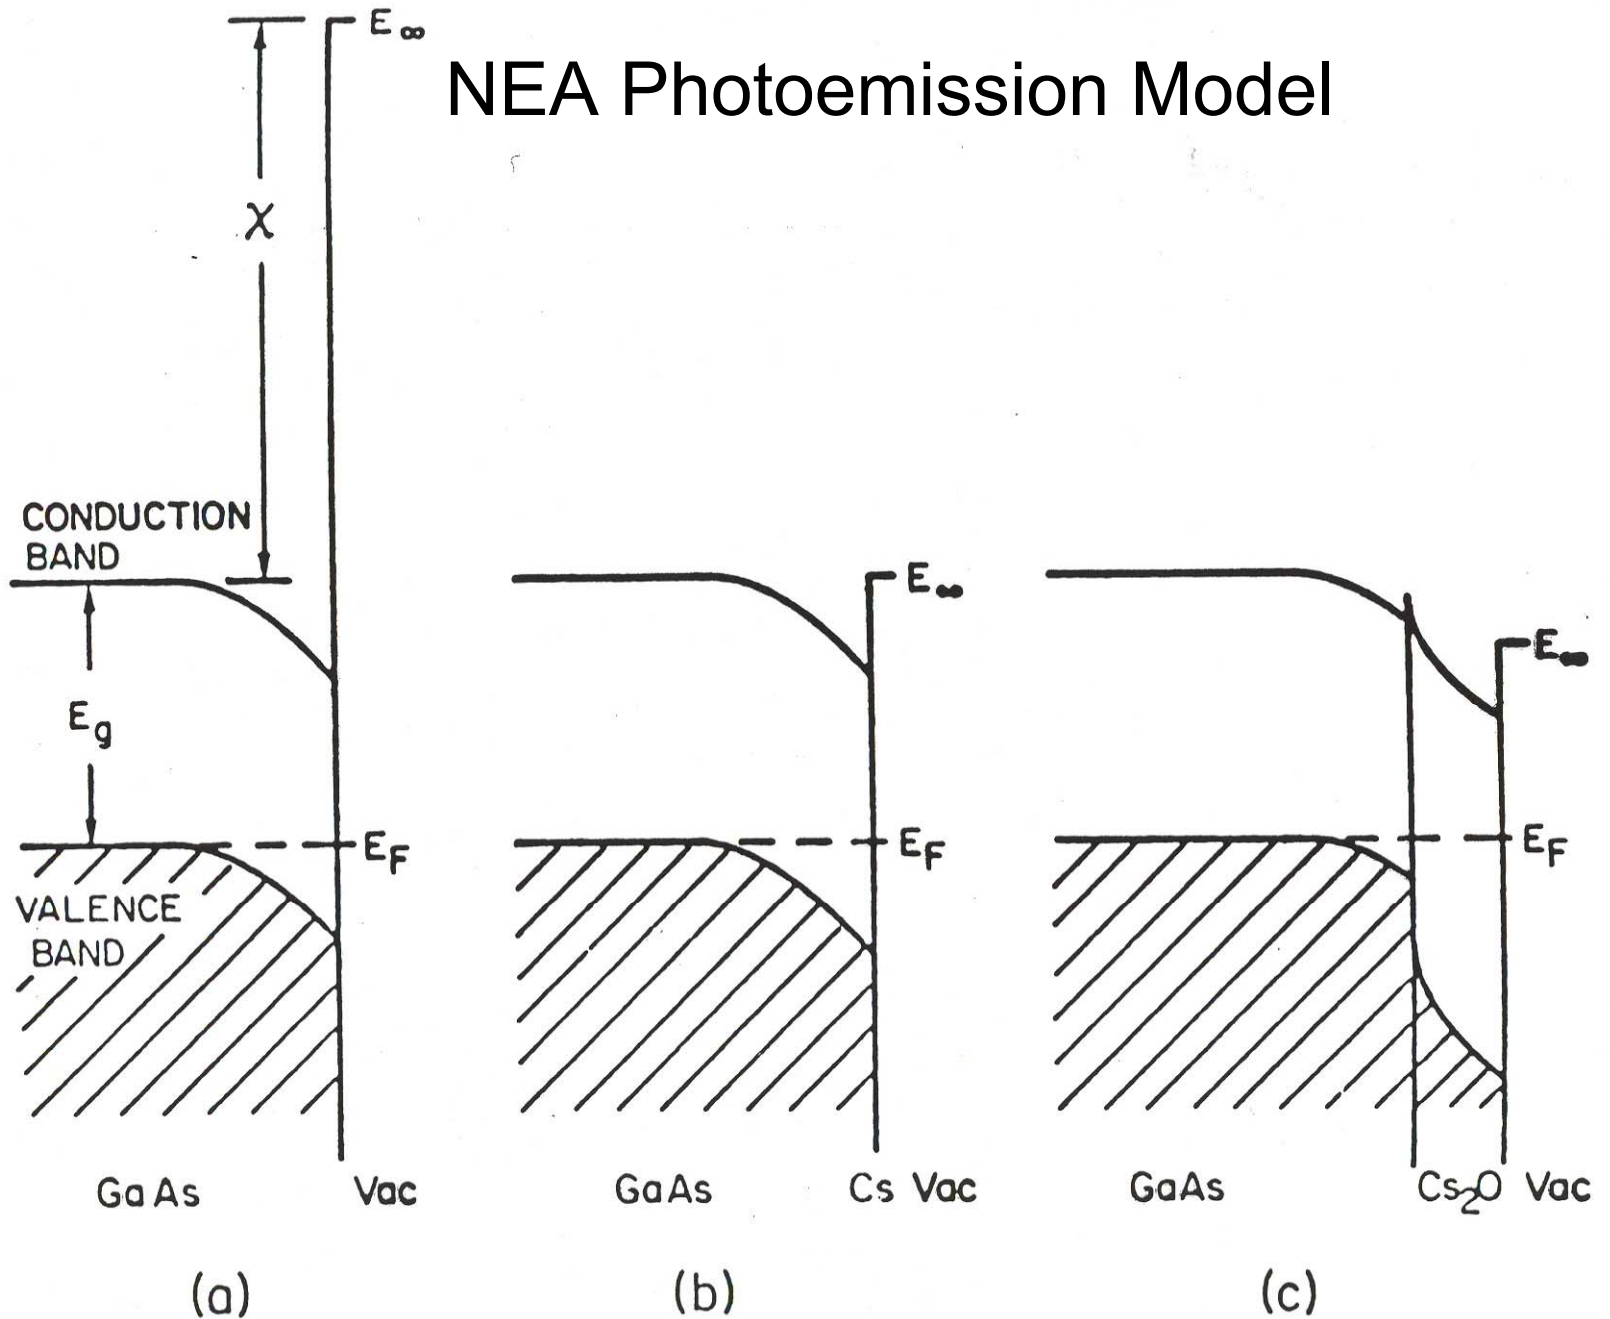 E∞
NEA Photoemission Model
χ
CONDUCTION
BAND
E∞
E∞
Eg
EF
EF
EF
VALENCE
BAND
GaAs Vac
GaAs Cs Vac
GaAs Cs2O Vac
(a)
(b)
(c)